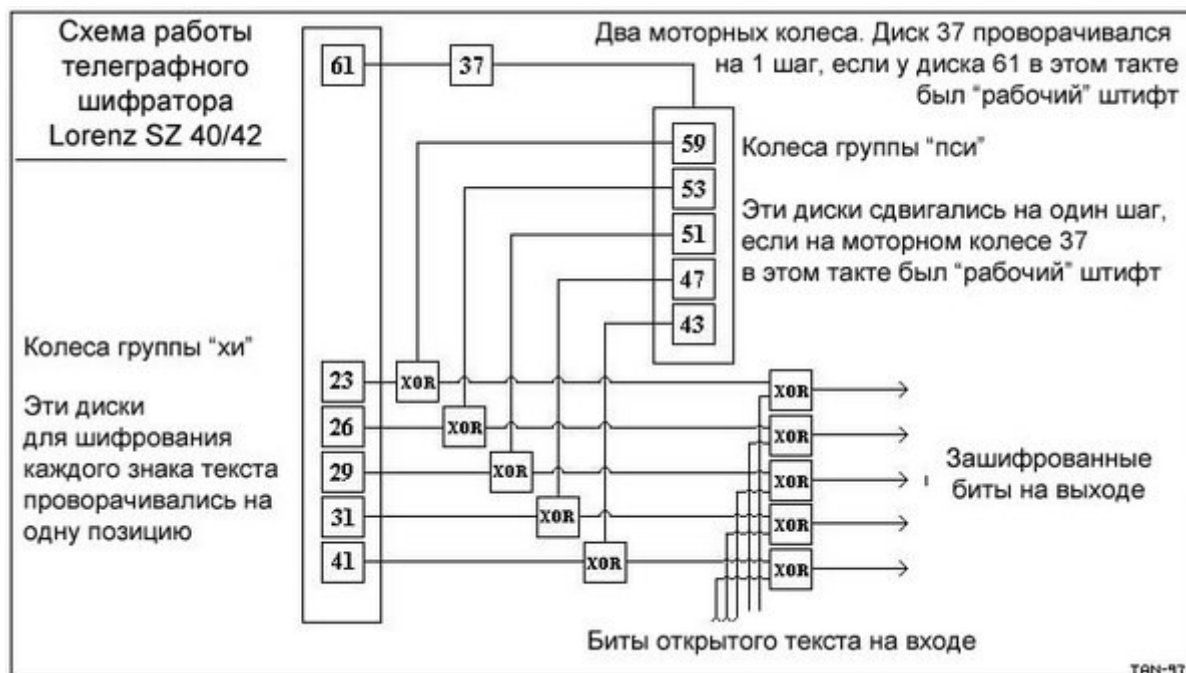 Схема работы
телеграфного
шифратора
Lorenz SZ 40/42
Два моторных колеса. Диск 37 проворачивался
на 1 шаг, если у диска 61 в этом такте
был “рабочий” штифт
61
37
59
53
51
47
43
Колеса группы “пси”
Эти диски сдвигались на один шаг,
если на моторном колесе 37
в этом такте был “рабочий” штифт
Колеса группы “хи”
Эти диски
для шифрования
каждого знака текста
проворачивались на
одну позицию
23
26
29
31
41
XOR
XOR
XOR
XOR
XOR
XOR
XOR
XOR
XOR
XOR
Зашифрованные
биты на выходе
Биты открытого текста на входе
TAN-97